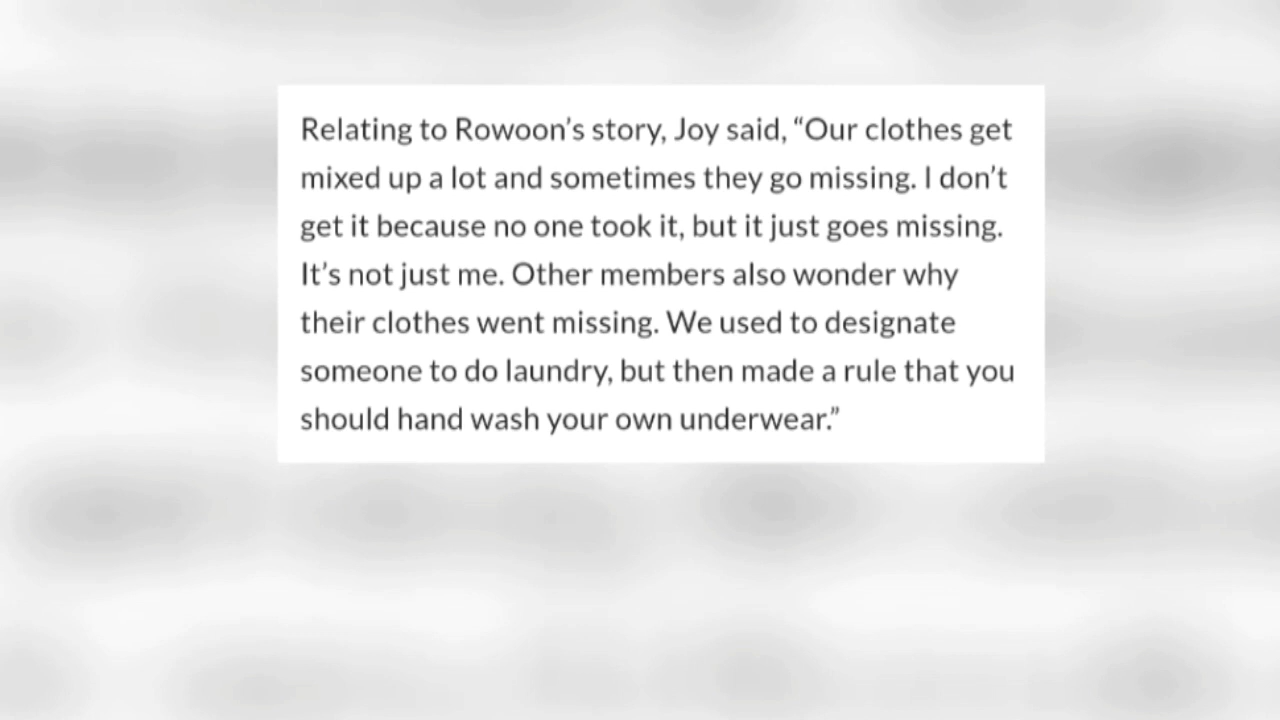 Relating to Rowoon’s story, Joy said, “Our clothes get
mixed up a lot and sometimes they go missing. I don’t
get it because no one took it, but it just goes missing.
It’s not just me. Other members also wonder why
their clothes went missing. We used to designate
someone to do laundry, but then made a rule that you
should hand wash your own underwear.”